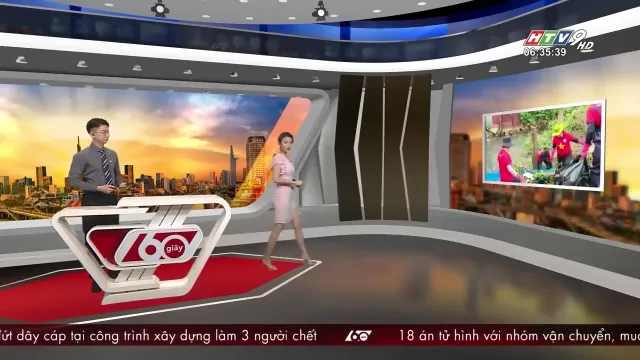 HTV9 HD
06:35:39
60 giây
đứt dây cáp tại công trình xây dựng làm 3 người chết
60
18 án tử hình với nhóm vận chuyển,